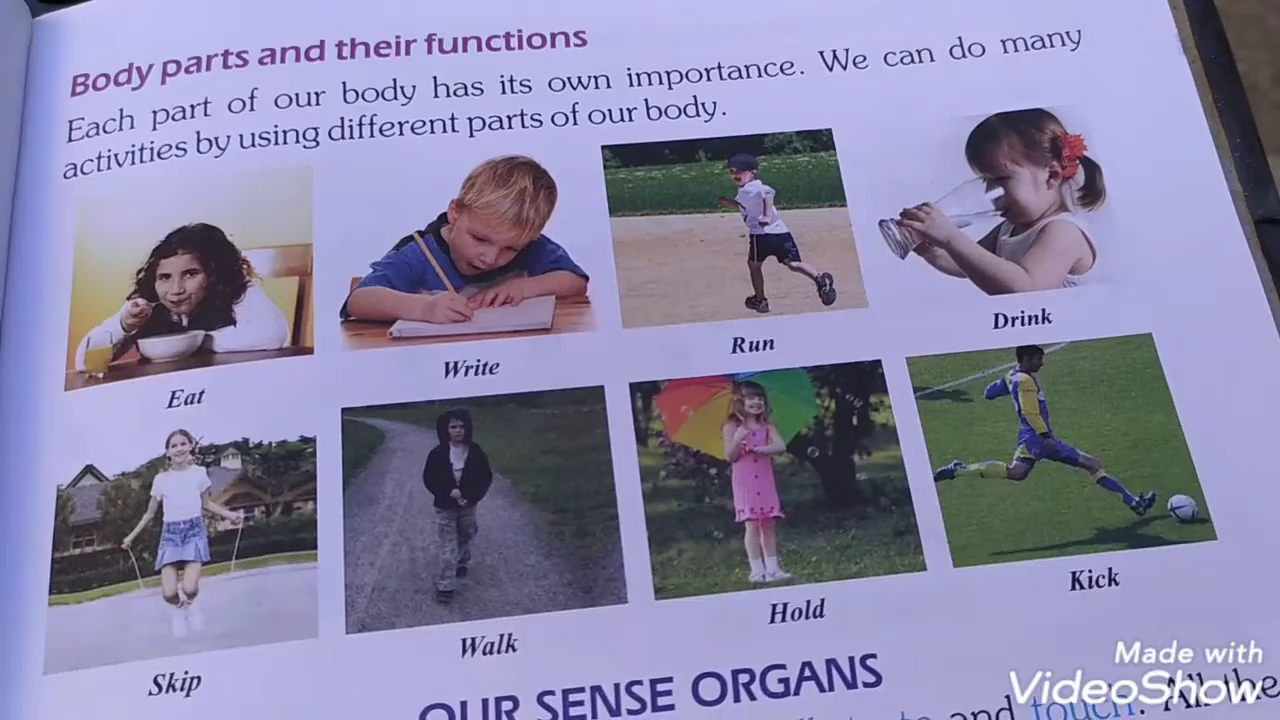 Body parts and their functions
Each part of our body has its own importance. We can do many
activities by using different parts of our body.
Eat
Write
Run
Drink
Skip
Walk
Hold
Kick
OUR SENSE ORGANS
and touch. All the
Made with
VideoShow